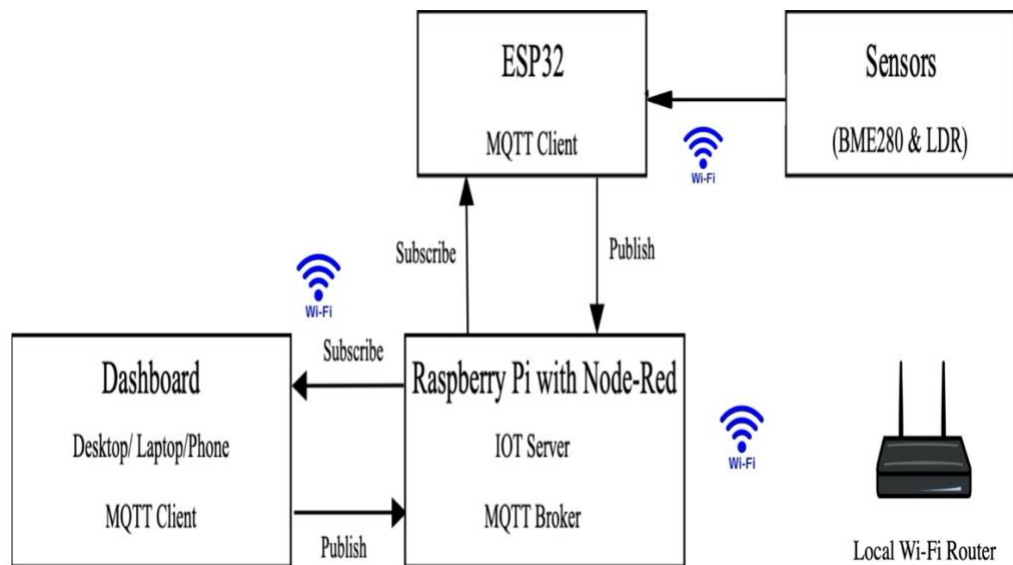 ESP32
MQTT Client
Sensors
(BME280 & LDR)
Wi-Fi
Subscribe
Publish
Wi-Fi
Dashboard
Desktop/ Laptop/Phone
MQTT Client
Subscribe
Publish
Raspberry Pi with Node-Red
IOT Server
MQTT Broker
Wi-Fi
Local Wi-Fi Router